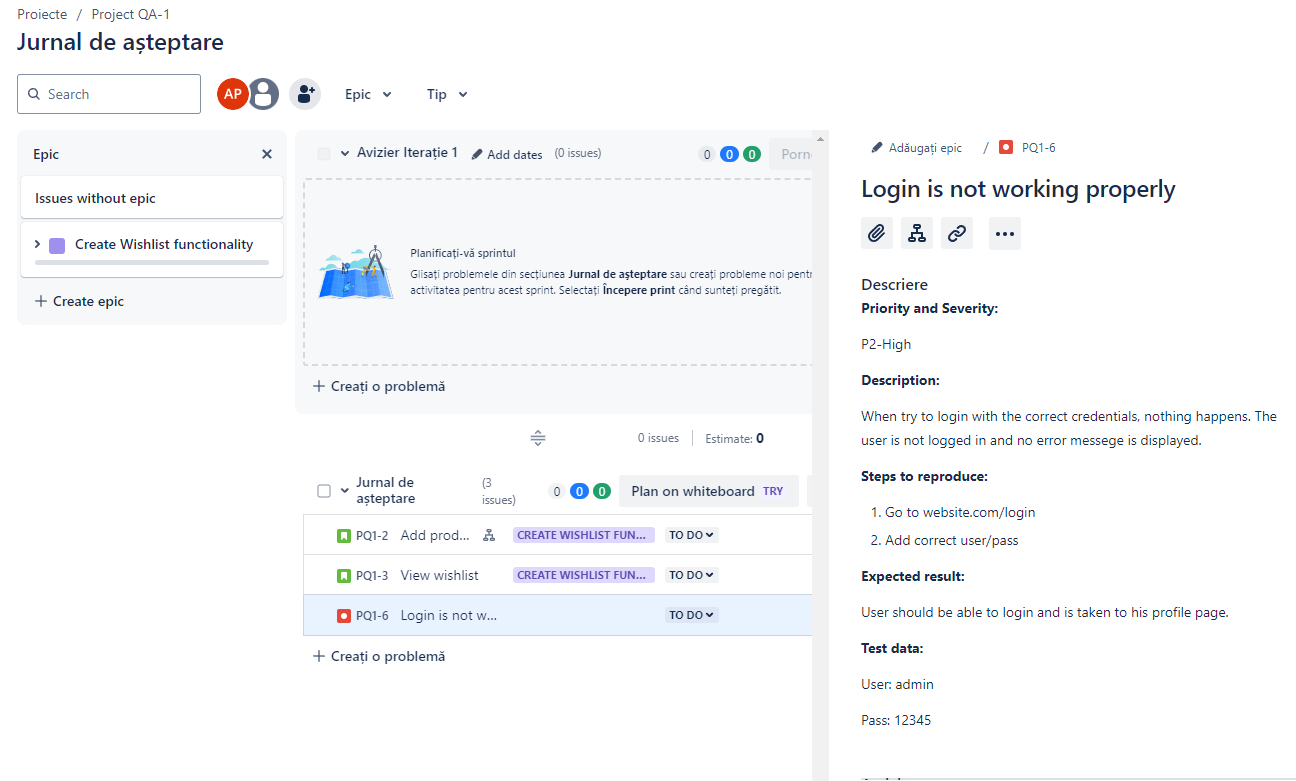 Proiecte / Project QA-1
Jurnal de așteptare
Search
AP
Epic
Tip
Epic
Issues without epic
Create Wishlist functionality
Create epic
Avizier Iterație 1 Add dates (0 issues) 0 0 0
Planificați-vă sprintul
Glisați problemele din secțiunea Jurnal de așteptare sau creați probleme noi
activitatea pentru acest sprint. Selectați Începere print când sunteți pregătit.
Creați o problemă
0 issues Estimate: 0
Jurnal de
așteptare
(3
issues)
0 0 0
Plan on whiteboard TRY
PQ1-2 Add prod... CREATE WISHLIST FUN... TO DO
PQ1-3 View wishlist CREATE WISHLIST FUN... TO DO
PQ1-6 Login is not w... TO DO
Creați o problemă
Adăugați epic / PQ1-6
Login is not working properly
Descriere
Priority and Severity:
P2-High
Description:
When try to login with the correct credentials, nothing happens. The
user is not logged in and no error messege is displayed.
Steps to reproduce:
1. Go to website.com/login
2. Add correct user/pass
Expected result:
User should be able to login and is taken to his profile page.
Test data:
User: admin
Pass: 12345